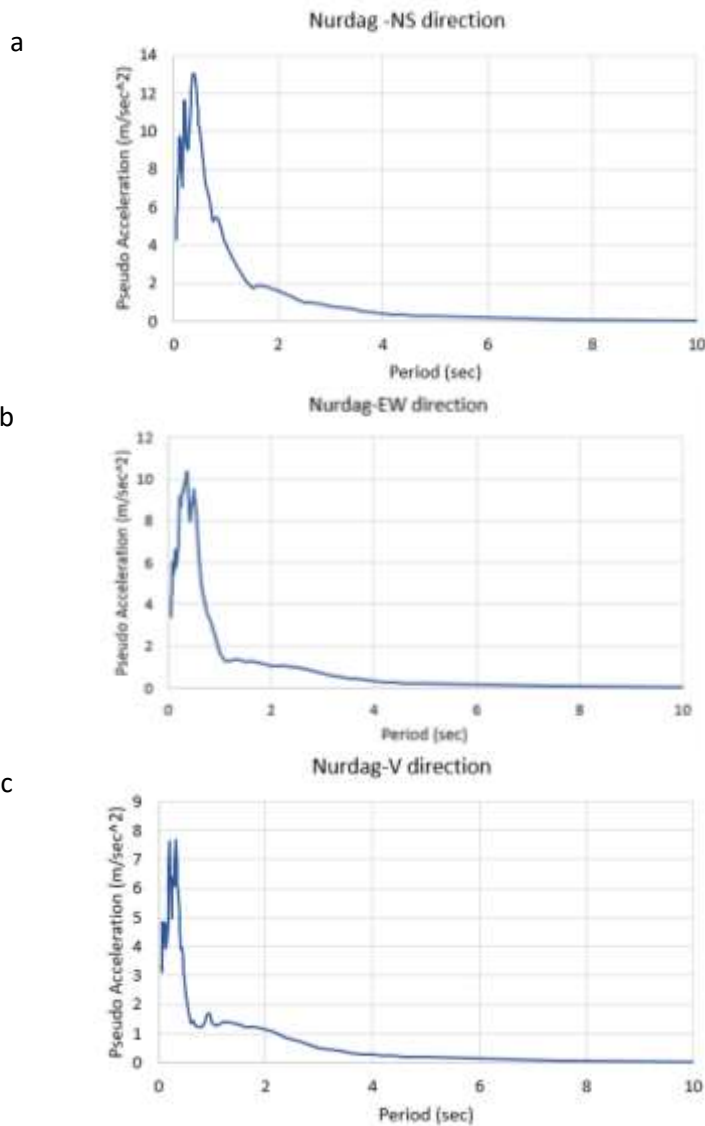 a
Nurdag -NS direction
Pseudo Acceleration (m/sec^2)
14
12
10
8
6
4
2
0
0 2 4 6 8 10
Period (sec)
b
Nurdag-EW direction
Pseudo Acceleration (m/sec^2)
12
10
8
6
4
2
0
0 2 4 6 8 10
Period (sec)
c
Nurdag-V direction
Pseudo Acceleration (m/sec^2)
9
8
7
6
5
4
3
2
1
0
0 2 4 6 8 10
Period (sec)